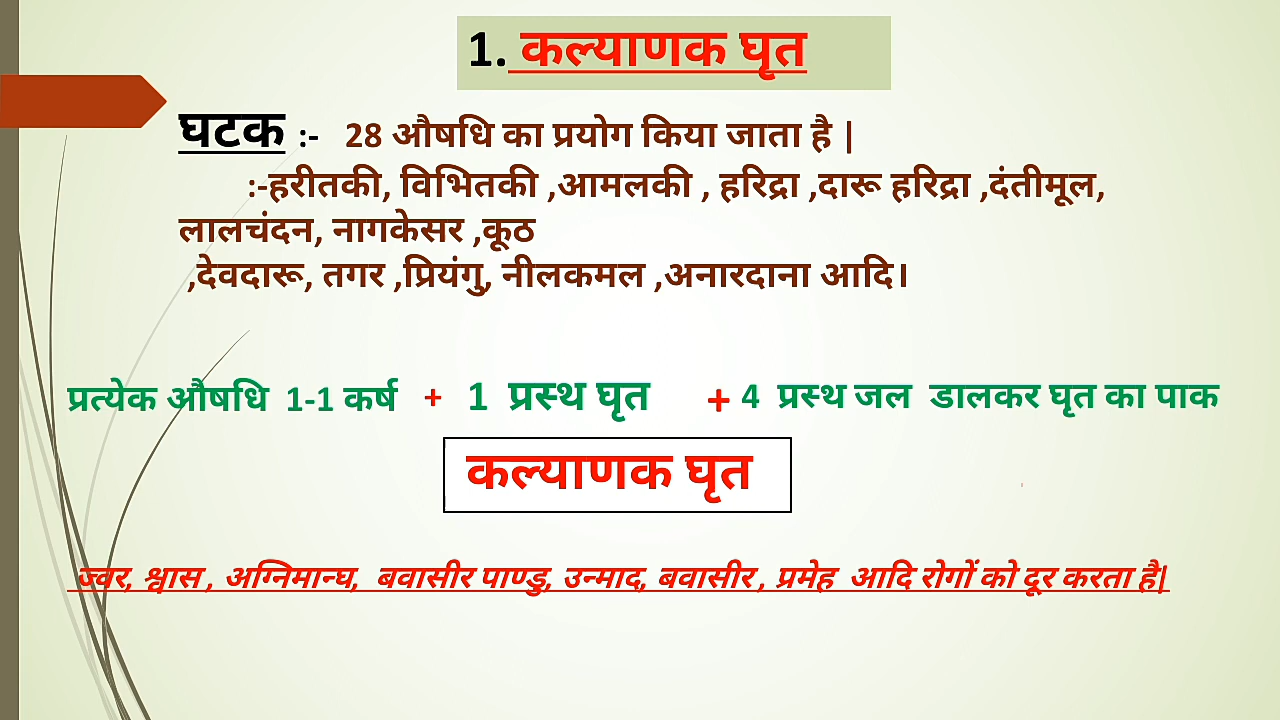 1. कल्याणक घृत
घटक :- 28 औषधि का प्रयोग किया जाता है |
:-हरीतकी, विभितकी ,आमलकी , हरिद्रा ,दारू हरिद्रा ,दंतीमूल,
लालचंदन, नागकेसर ,कूठ
,देवदारू, तगर ,प्रियंगु, नीलकमल ,अनारदाना आदि।
प्रत्येक औषधि 1-1 कर्ष + 1 प्रस्थ घृत + 4 प्रस्थ जल डालकर घृत का पाक
कल्याणक घृत
ज्वर, श्वास , अग्निमान्घ, बवासीर पाण्डु, उन्माद, बवासीर , प्रमेह आदि रोगों को दूर करता है|